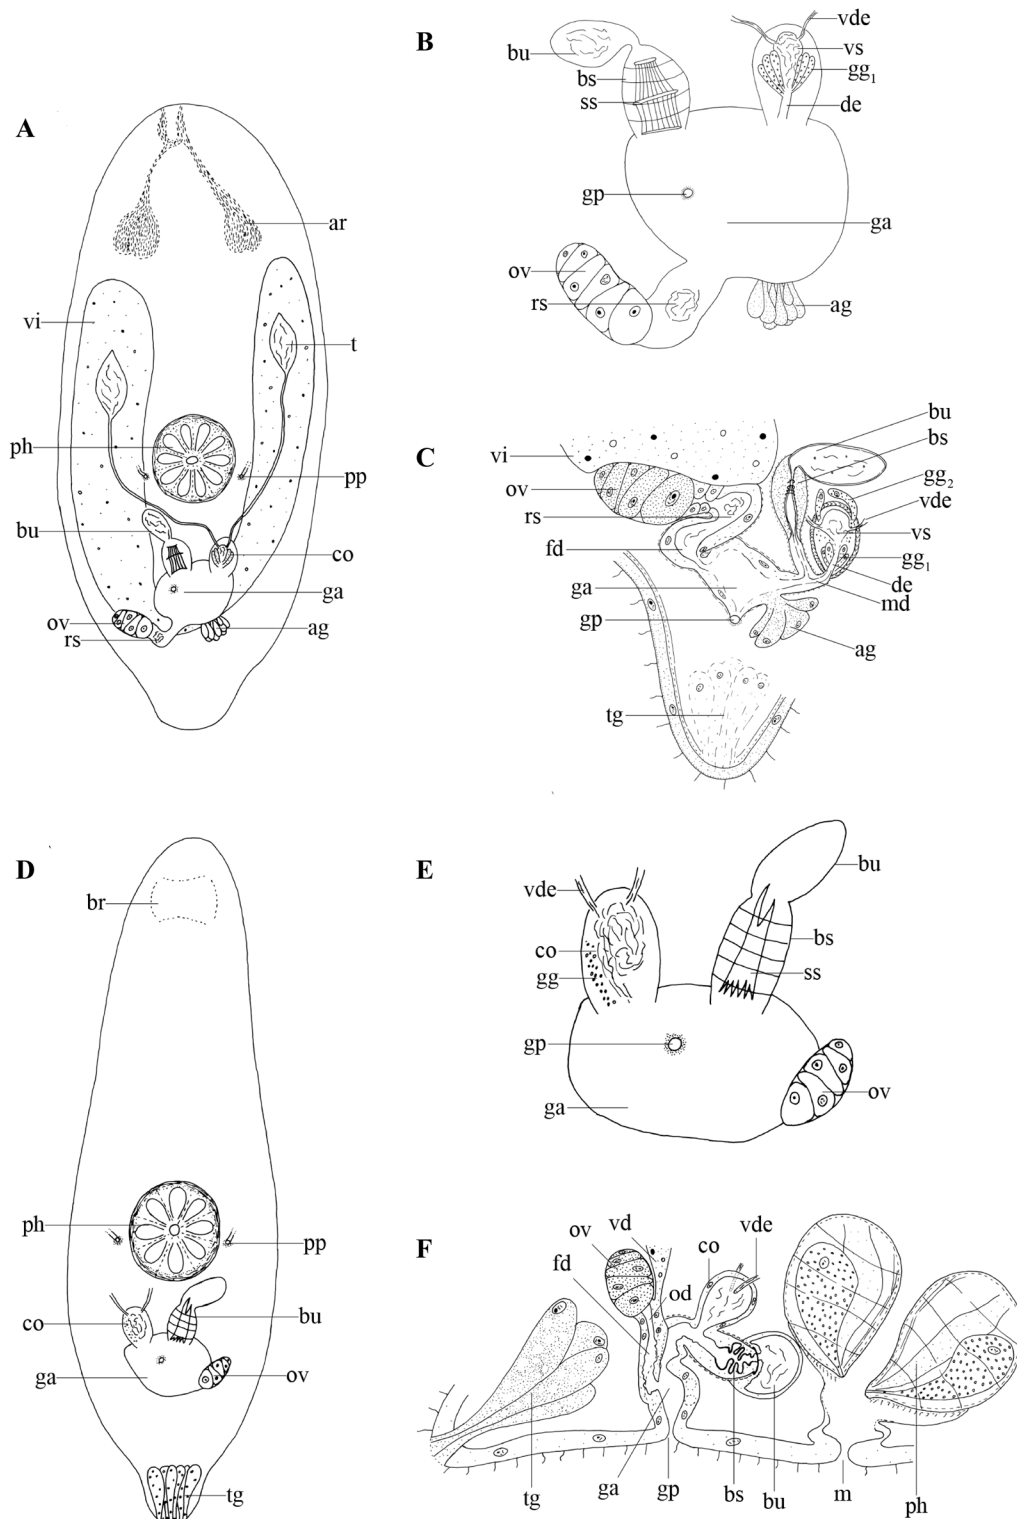 A
ar
vi
t
ph
pp
bu
co
ga
ov
rs
ag
B
vde
bu
vs
bs
gg1
ss
de
gp
ga
ov
rs
ag
C
bu
bs
vi
gg2
ov
vde
rs
vs
fd
gg1
de
ga
md
gp
ag
tg
D
br
ph
pp
co
bu
ga
ov
tg
E
bu
vde
bs
co
ss
gg
gp
ov
ga
F
ov
vd
co
vde
fd
od
tg
ga
gp
bs
bu
m
ph